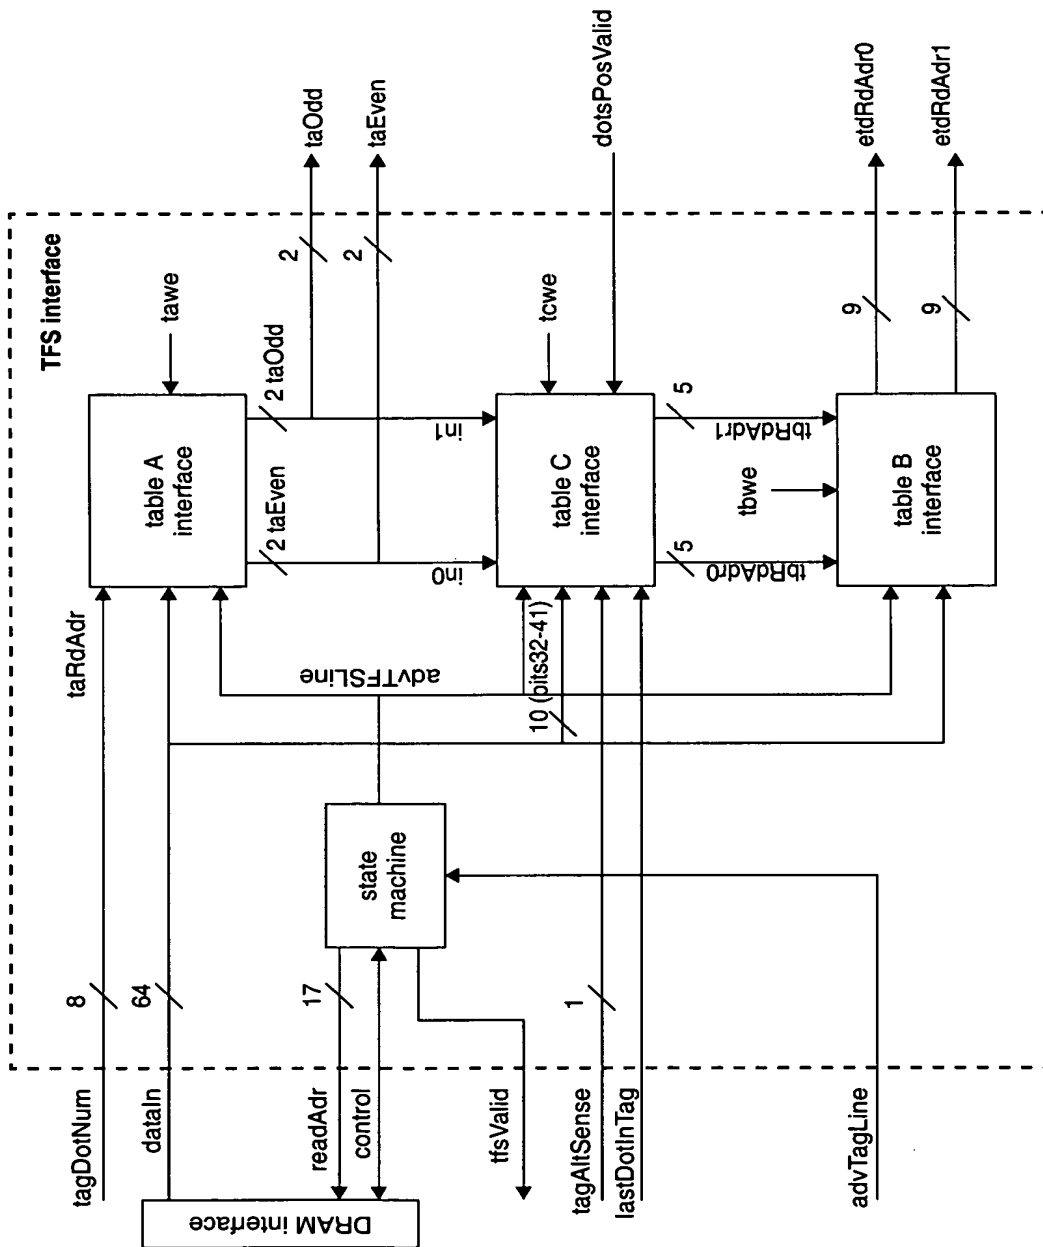 TFS interface
tagDotNum
8
taRdAdr
table A
interface
tawe
dataIn
64
2 taEven
2 taOdd
2
taOdd
2
taEven
DRAM interface
readAdr
17
control
state
machine
advTFSLine
in0
in1
tfsValid
10 (bits32-41)
table C
interface
tcwe
dotsPosValid
tagAltSense
1
lastDotInTag
5
tbRdAdr0
5
tbRdAdr1
tbwe
advTagLine
table B
interface
9
etdRdAdr0
9
etdRdAdr1